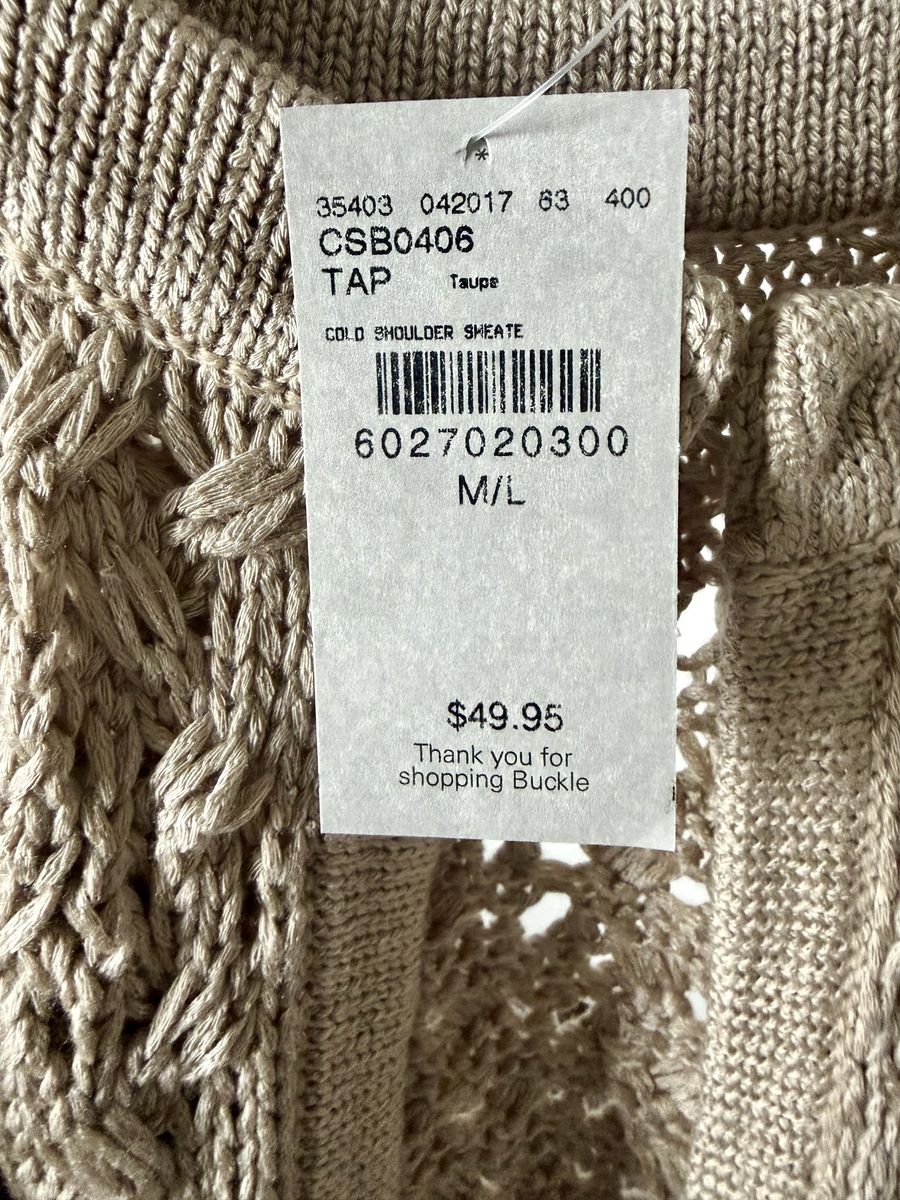 *
35403 042017 63 400
CSB0406
TAP Taupe
COLD SHOULDER SWEATE
6027020300
M/L
$49.95
Thank you for
shopping Buckle